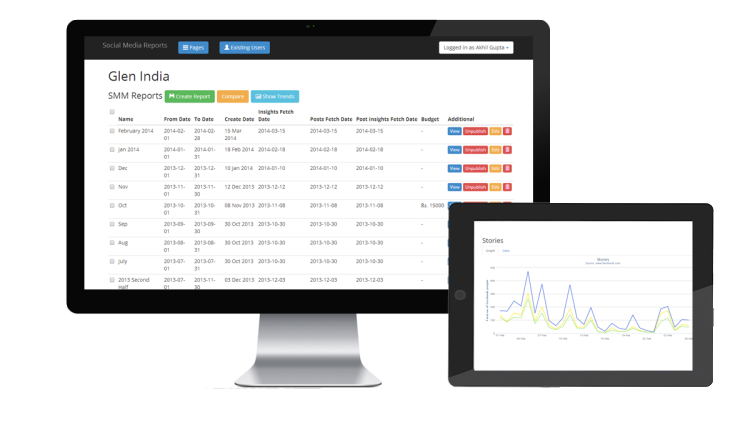 Social Media Reports Pages Existing Users Logged in as Akhil Gupta
Glen India
SMM Reports Create Report Compare Show Trends
Name From Date To Date Create Date Insights Fetch Date Posts Fetch Date Post Insights Fetch Date Budget Additional
February 2014 2014-02-01 2014-02-28 15 Mar 2014 2014-03-15 2014-03-15 2014-03-15 - View Unpublish Edit
Jan 2014 2014-01-01 2014-01-31 18 Feb 2014 2014-02-18 2014-02-18 2014-02-18 - View Unpublish Edit
Dec 2013-12-01 2013-12-31 10 Jan 2014 2014-01-10 2014-01-10 2014-01-10 - View Unpublish Edit
Nov 2013-11-01 2013-11-30 12 Dec 2013 2013-12-12 2013-12-12 2013-12-12 - View Unpublish Edit
Oct 2013-10-01 2013-10-31 08 Nov 2013 2013-11-08 2013-11-08 2013-11-08 Rs. 15000
Sep 2013-09-01 2013-09-30 30 Oct 2013 2013-10-30 2013-10-30 2013-10-30 -
Aug 2013-08-01 2013-08-31 30 Oct 2013 2013-10-30 2013-10-30 2013-10-30 -
July 2013-07-01 2013-07-31 30 Oct 2013 2013-10-30 2013-10-30 2013-10-30 -
2013 Second Half 2013-07-01 2013-11-30 03 Dec 2013 2013-12-03 2013-12-03 2013-12-03 -
Stories
Graph Data
Stories